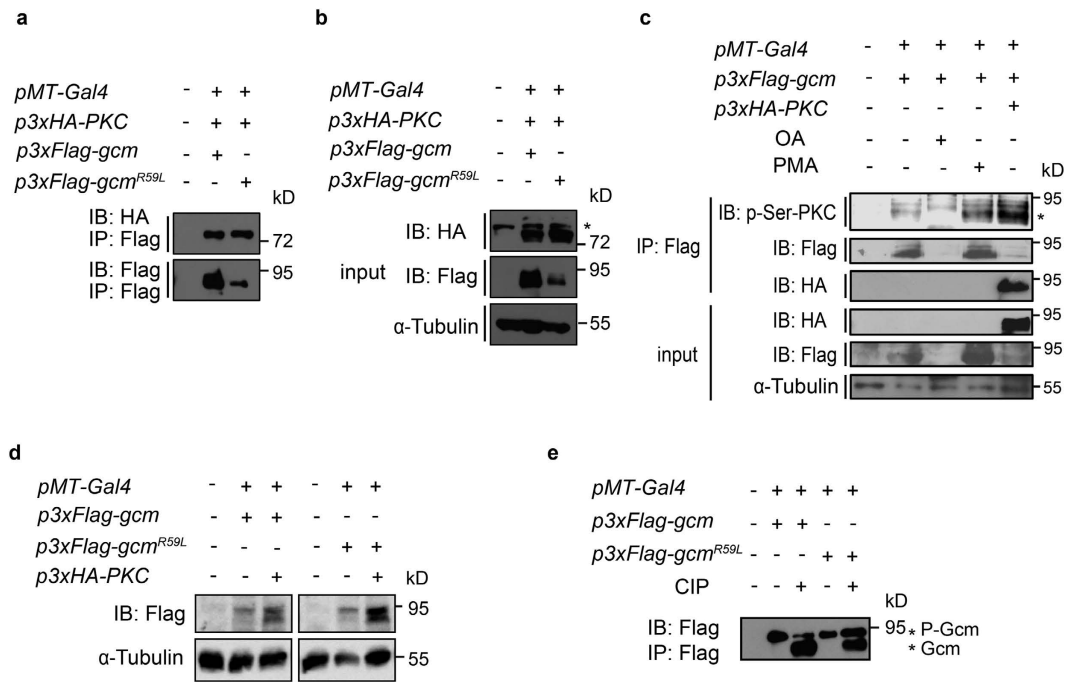 a
pMT-Gal4 - + +
p3xHA-PKC - + +
p3xFlag-gcm - + -
p3xFlag-gcmR59L - - +
kD
IB: HA
IP: Flag
72
IB: Flag
IP: Flag
95
b
pMT-Gal4 - + +
p3xHA-PKC - + +
p3xFlag-gcm - + -
p3xFlag-gcmR59L - - +
kD
input
IB: HA
*
72
IB: Flag
95
α-Tubulin
55
c
pMT-Gal4 - + + + +
p3xFlag-gcm - + + + +
p3xHA-PKC - - - - +
OA - - + - -
PMA - - - + -
kD
IP: Flag
IB: p-Ser-PKC
95
*
IB: Flag
95
IB: HA
95
input
IB: HA
95
IB: Flag
95
α-Tubulin
55
d
pMT-Gal4 - + + - + +
p3xFlag-gcm - + + - - -
p3xFlag-gcmR59L - - - - + +
p3xHA-PKC - - + - - +
kD
IB: Flag
95
α-Tubulin
55
e
pMT-Gal4 - + + + +
p3xFlag-gcm - + + - -
p3xFlag-gcmR59L - - - + +
CIP - - + - +
kD
IB: Flag
IP: Flag
95
* P-Gcm
* Gcm